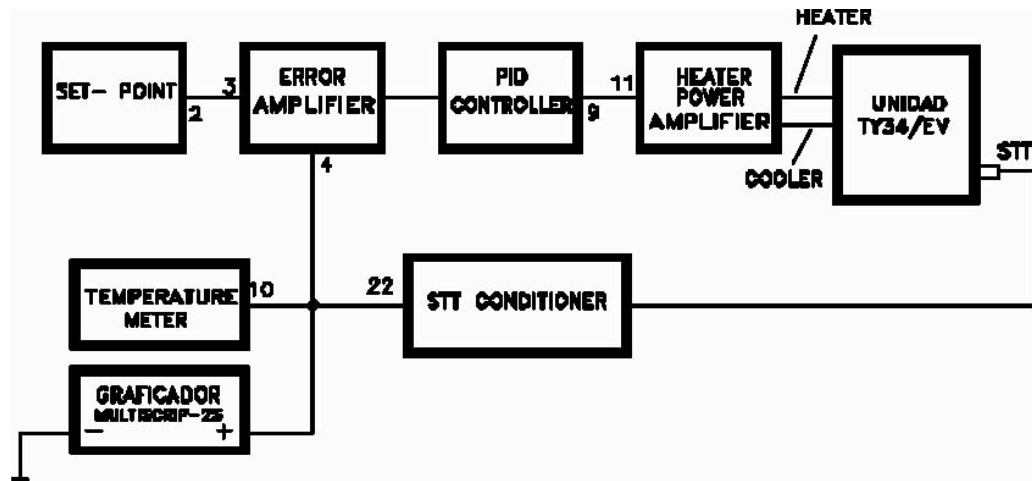 HEATER
SET- POINT
2
3
ERROR
AMPLIFIER
4
PID
CONTROLLER
9
11
HEATER
POWER
AMPLIFIER
COOLER
UNIDAD
TY34/EV
STT
TEMPERATURE
METER
10
22
STT CONDITIONER
GRAFICADOR
- +